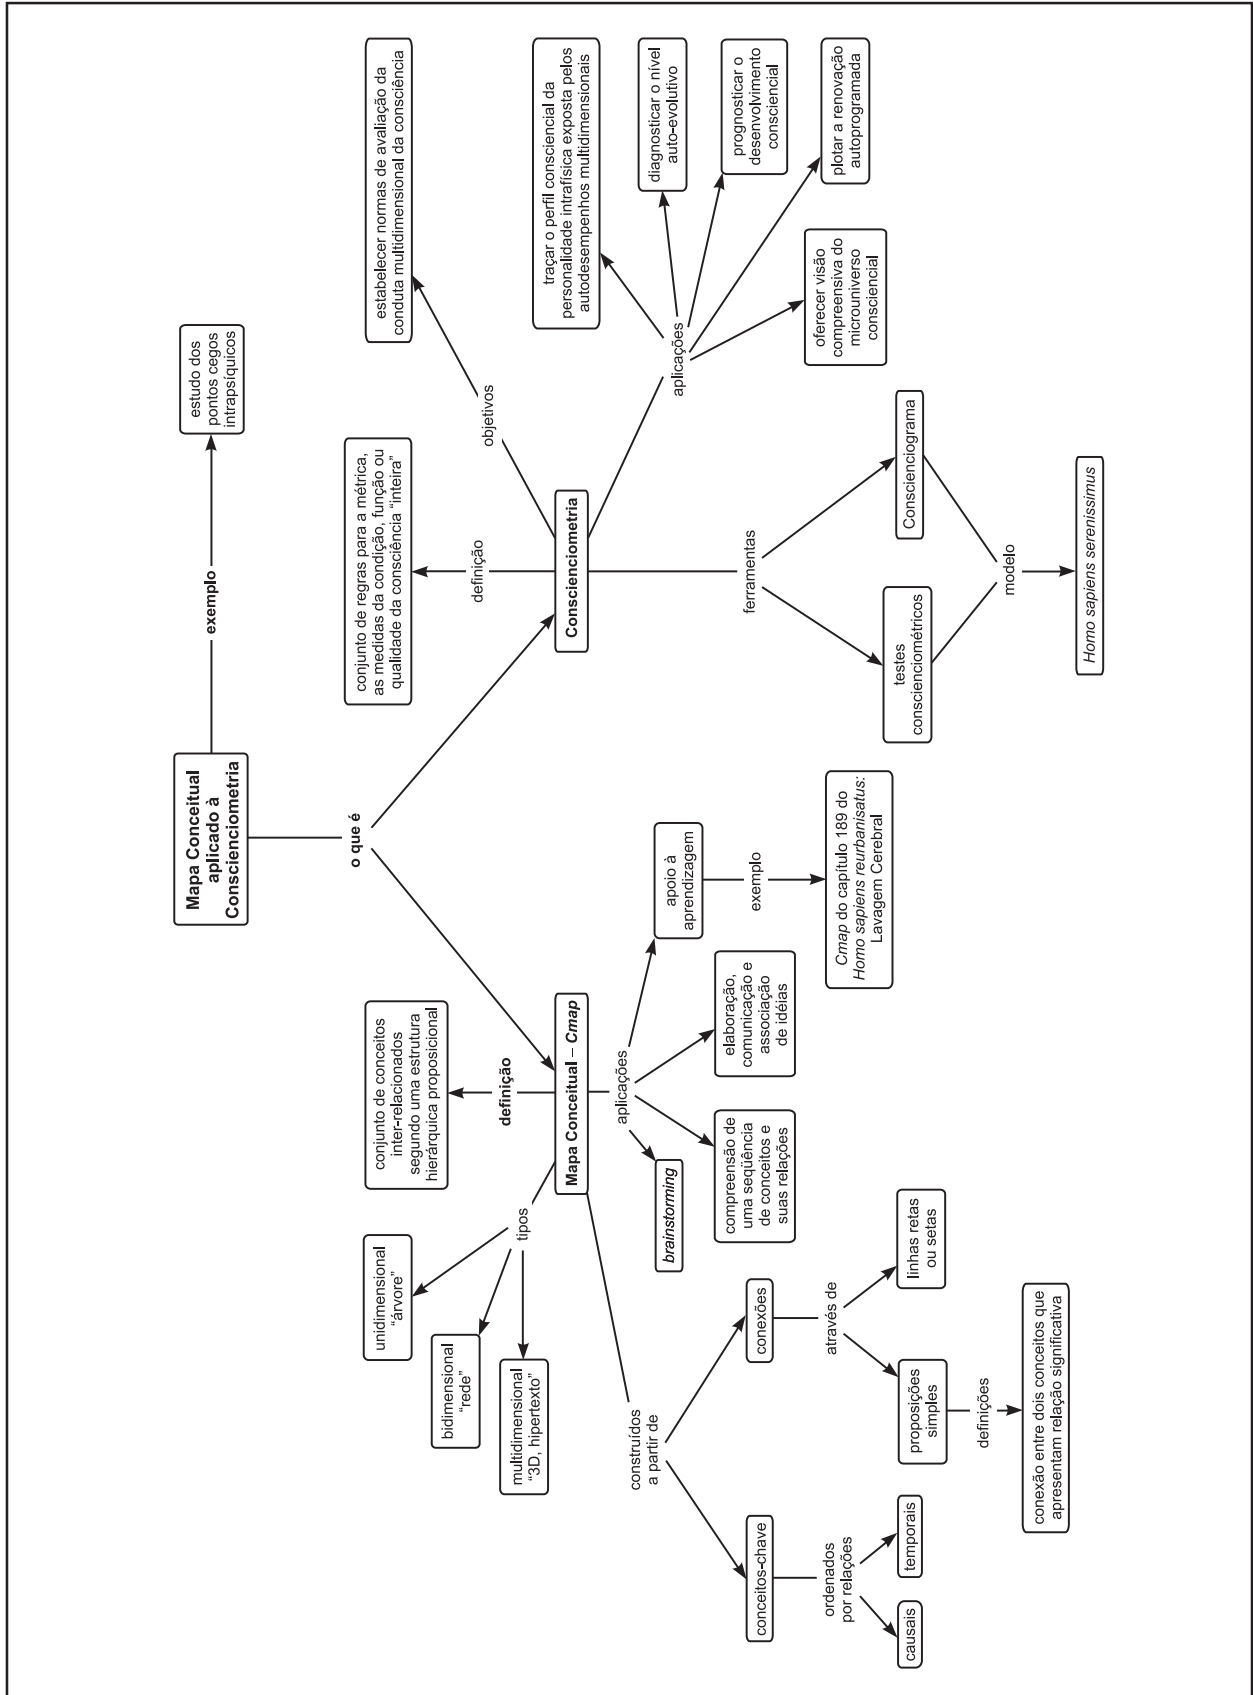 Mapa Conceitual
aplicado à
Conscienciometria
exemplo
estudo dos
pontos cegos
intrapsíquicos
o que é
conjunto de conceitos
inter-relacionados
segundo uma estrutura
hierárquica proposicional
definição
unidimensional
“árvore”
bidimensional
“rede”
multidimensional
“3D, hipertexto”
tipos
Mapa Conceitual – Cmap
aplicações
brainstorming
compreensão de
uma seqüência
de conceitos e
suas relações
elaboração,
comunicação e
associação
de idéias
apoio à
aprendizagem
exemplo
Cmap do capítulo 189 do
Homo sapiens reurbanisatus:
Lavagem Cerebral
construídos
a partir de
conceitos-chave
ordenados
por relações
causais
temporais
conexões
através de
proposições
simples
linhas retas
ou setas
definições
conexão entre dois conceitos que
apresentam relação significativa
conjunto de regras para a métrica,
as medidas da condição, função ou
qualidade da consciência “inteira”
definição
estabelecer normas de avaliação da
conduta multidimensional da consciência
objetivos
Conscienciometria
aplicações
traçar o perfil consciencial da
personalidade intrafísica exposta pelos
autodesempenhos multidimensionais
diagnosticar o nível
auto-evolutivo
prognosticar o
desenvolvimento
consciencial
plotar a renovação
autoprogramada
oferecer visão
compreensiva do
microuniverso
consciencial
ferramentas
testes
conscienciométricos
Conscienciograma
modelo
Homo sapiens serenissimus